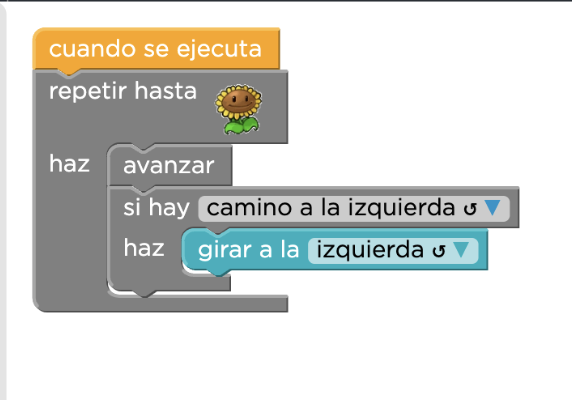 cuando se ejecuta
repetir hasta
haz avanzar
si hay camino a la izquierda ↺ ▼
haz girar a la izquierda ↺ ▼